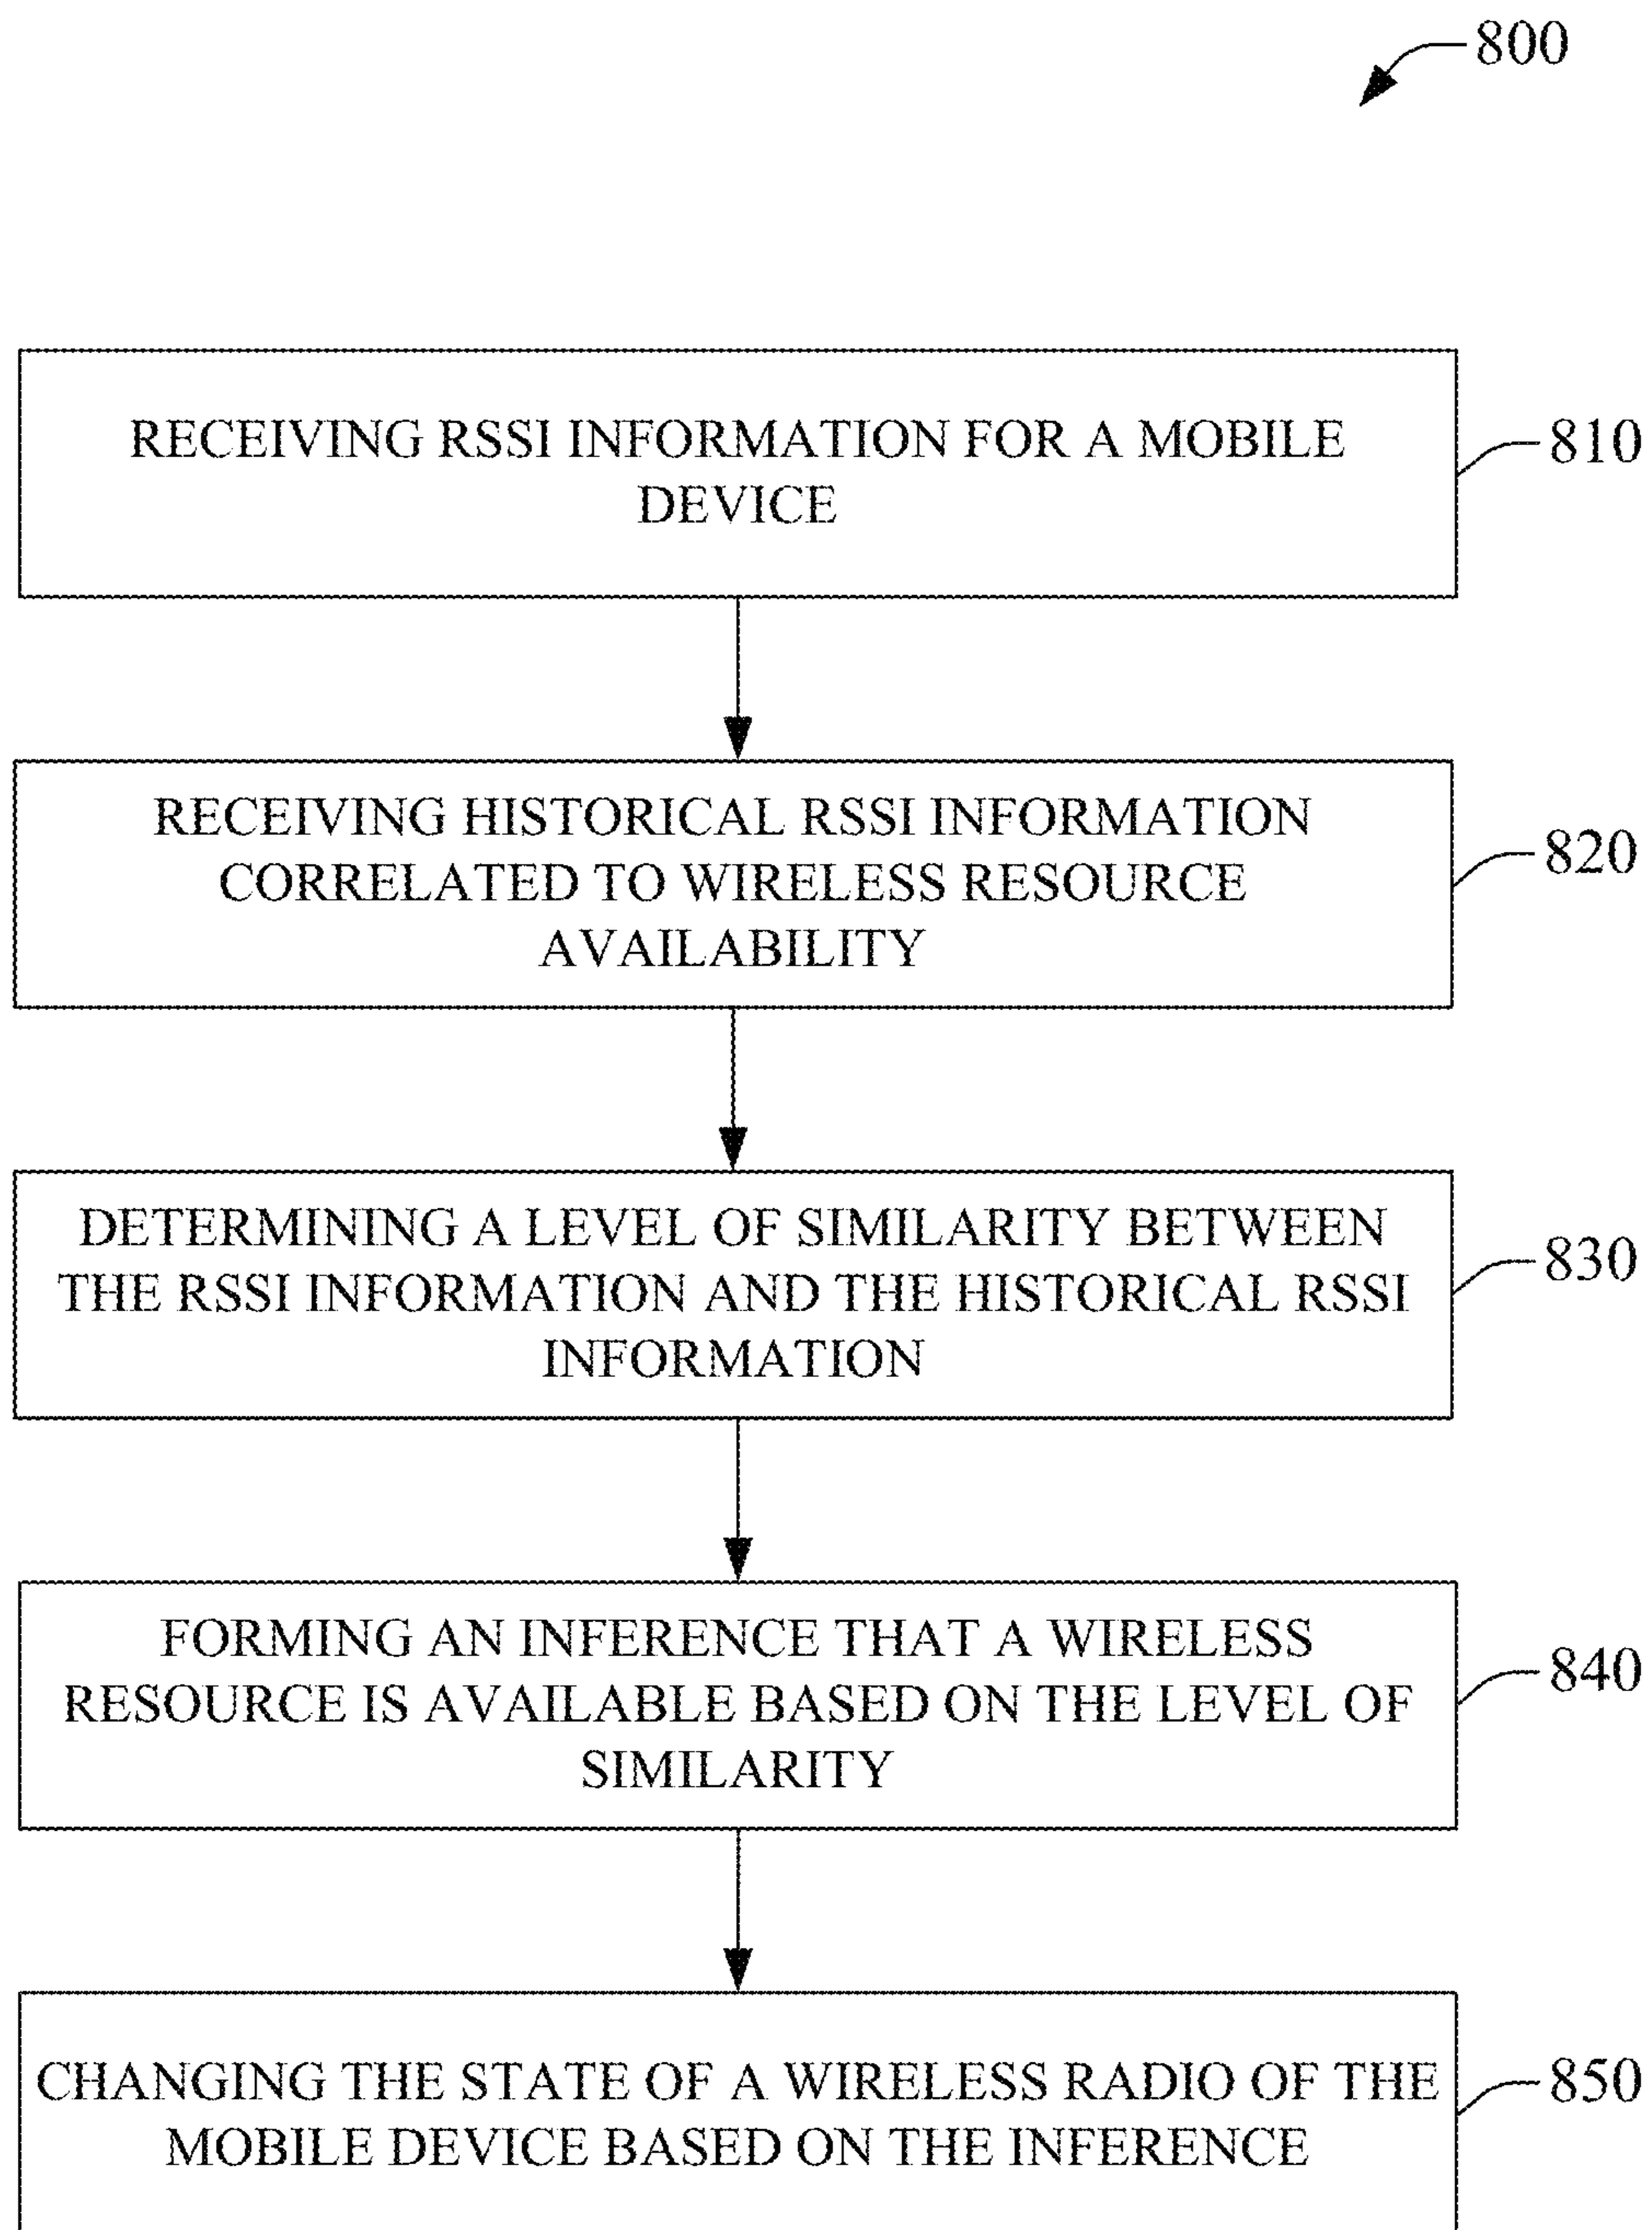 800
RECEIVING RSSI INFORMATION FOR A MOBILE
DEVICE
810
RECEIVING HISTORICAL RSSI INFORMATION
CORRELATED TO WIRELESS RESOURCE
AVAILABILITY
820
DETERMINING A LEVEL OF SIMILARITY BETWEEN
THE RSSI INFORMATION AND THE HISTORICAL RSSI
INFORMATION
830
FORMING AN INFERENCE THAT A WIRELESS
RESOURCE IS AVAILABLE BASED ON THE LEVEL OF
SIMILARITY
840
CHANGING THE STATE OF A WIRELESS RADIO OF THE
MOBILE DEVICE BASED ON THE INFERENCE
850